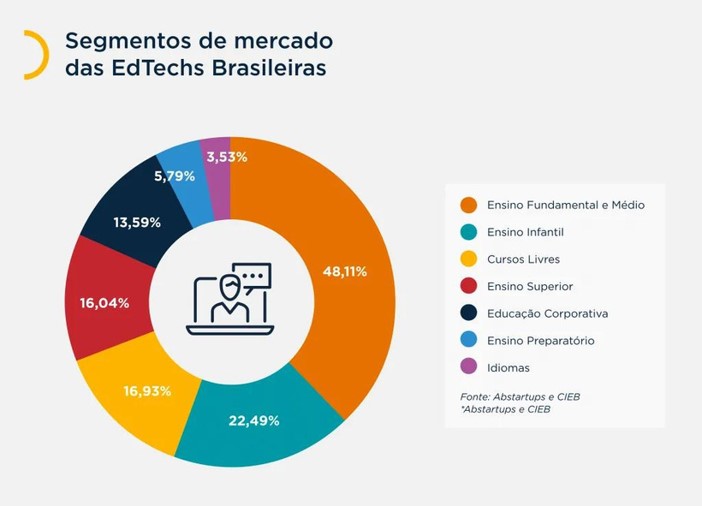 Segmentos de mercado
das EdTechs Brasileiras
3,53%
5,79%
13,59%
48,11%
16,04%
16,93%
22,49%
Ensino Fundamental e Médio
Ensino Infantil
Cursos Livres
Ensino Superior
Educação Corporativa
Ensino Preparatório
Idiomas
Fonte: Abstartups e CIEB
*Abstartups e CIEB